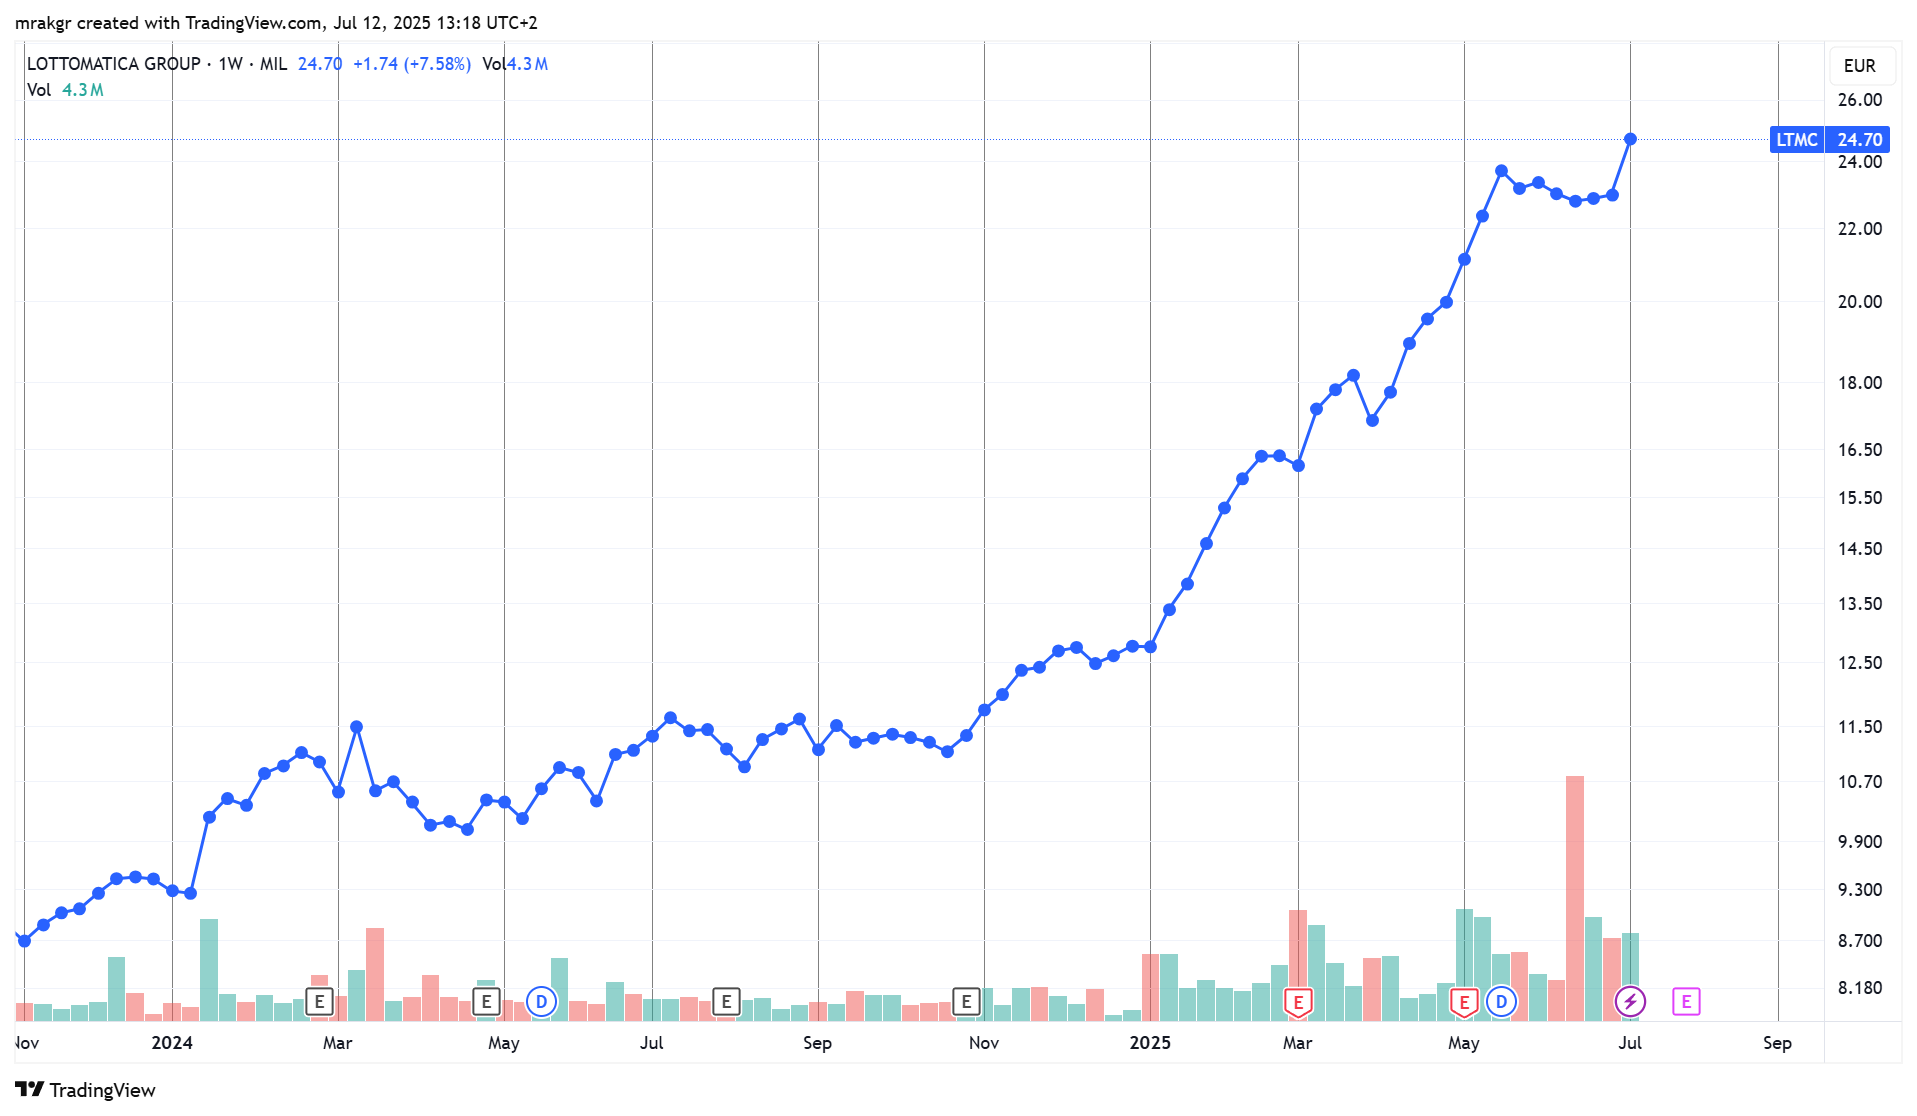 mrakgr created with TradingView.com, Jul 12, 2025 13:18 UTC+2
LOTTOMATICA GROUP · 1W · MIL 24.70 +1.74 (+7.58%) Vol4.3 M
Vol 4.3 M
EUR
26.00
LTMC 24.70
24.00
22.00
20.00
18.00
16.50
15.50
14.50
13.50
12.50
11.50
10.70
9.900
9.300
8.700
8.180
E E D E E E E D E
Nov 2024 Mar May Jul Sep Nov 2025 Mar May Jul Sep
TradingView